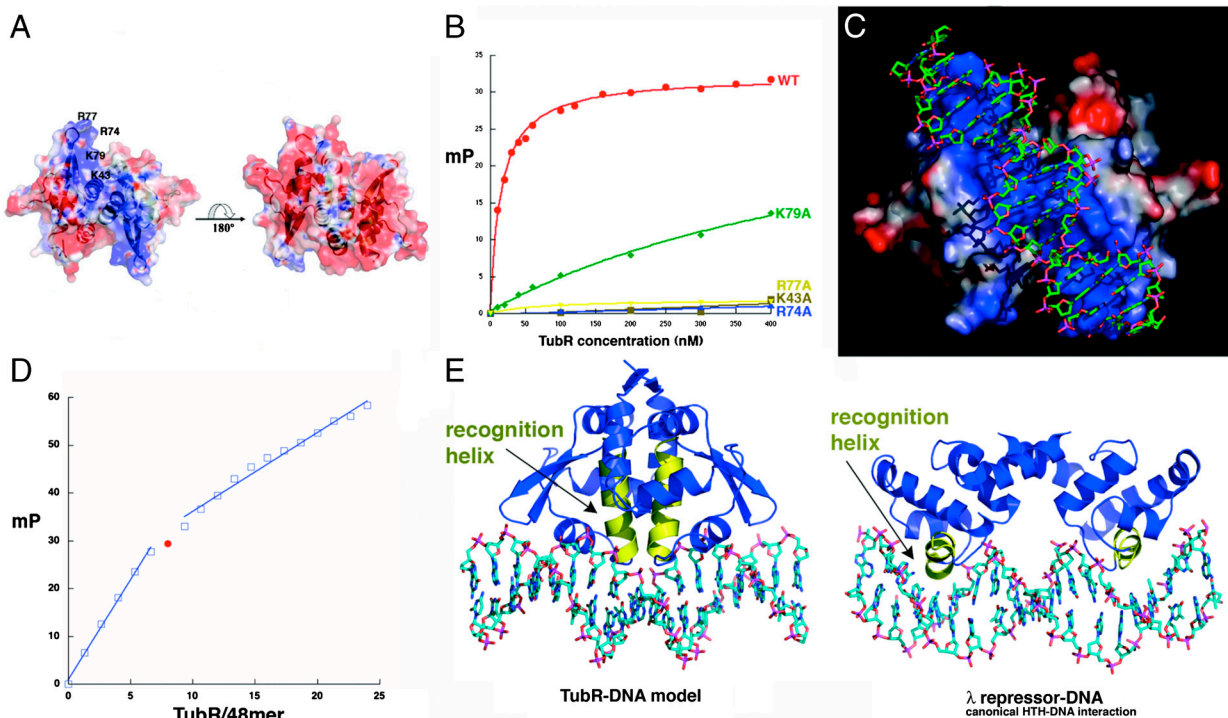 A
R77
R74
K79
K43
180°
B
35
30
25
20
15
10
5
0
mP
WT
K79A
R77A
K43A
R74A
0 50 100 150 200 250 300 350 400
TubR concentration (nM)
C
D
60
50
40
30
20
10
0
mP
0 5 10 15 20 25
TubR/48mer
E
recognition
helix
TubR-DNA model
recognition
helix
λ repressor-DNA
canonical HTH-DNA interaction